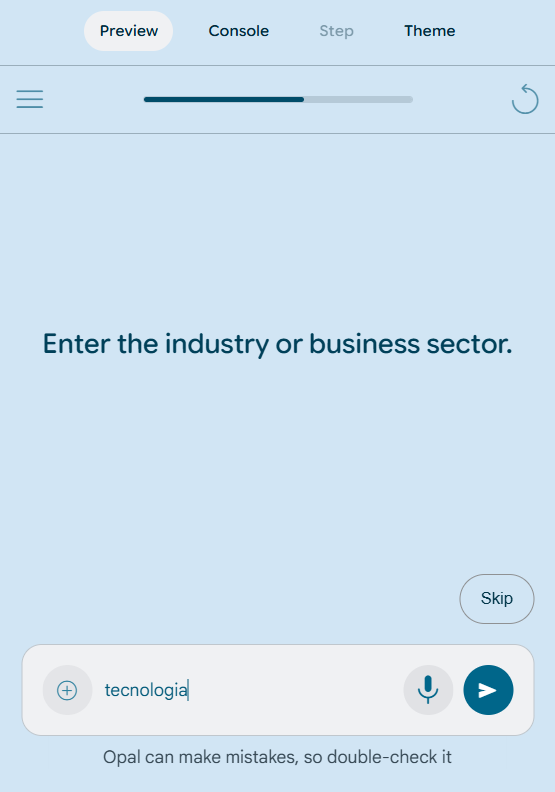 Preview Console Step Theme
Enter the industry or business sector.
Skip
tecnologia
Opal can make mistakes, so double-check it